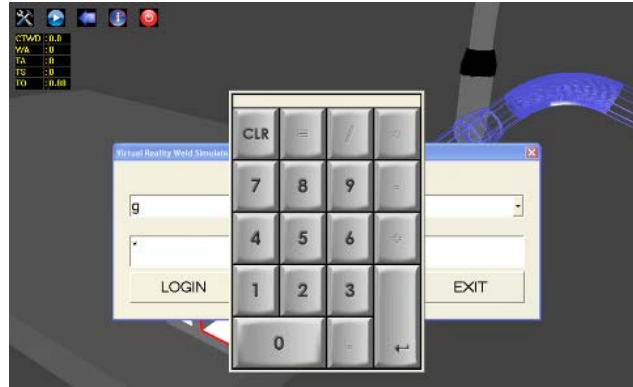 CTWD :0.0
WA :0
TA :0
TS :0
TO :0.00
Virtual Reality Weld Simulato
g
*
LOGIN
EXIT
CLR = /
7 8 9
4 5 6
1 2 3
0